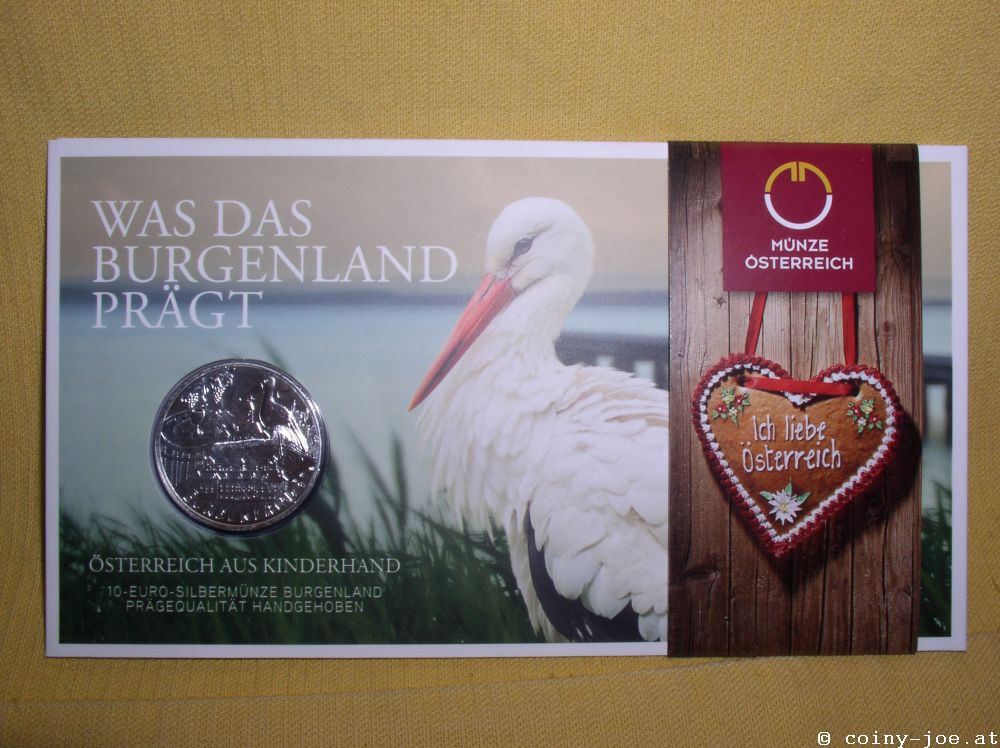 WAS DAS
BURGENLAND
PRÄGT
ÖSTERREICH AUS KINDERHAND
10-EURO-SILBERMÜNZE BURGENLAND
PRÄGEQUALITÄT HANDGEHOBEN
MÜNZE
ÖSTERREICH
Ich liebe
Österreich
© coiny-joe.at